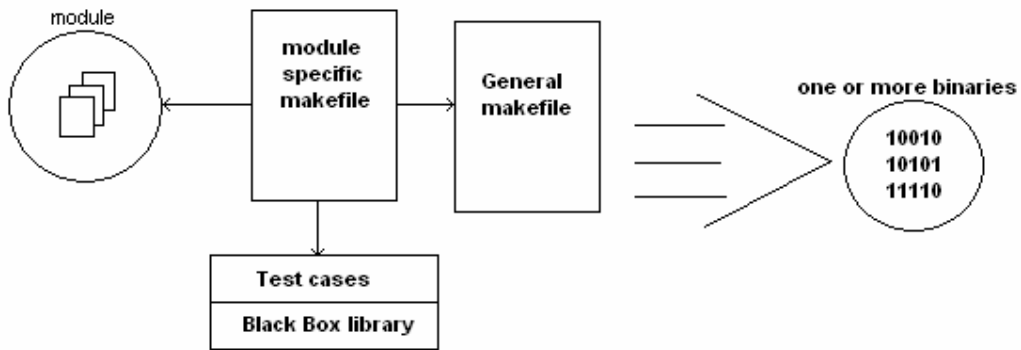 module
module
specific
makefile
General
makefile
one or more binaries
10010
10101
11110
Test cases
Black Box library